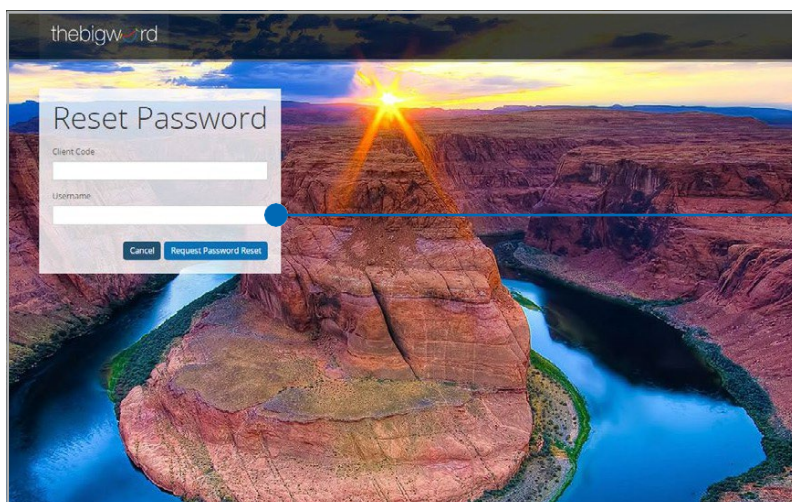 thebigword
Reset Password
Client Code
Username
Cancel Request Password Reset